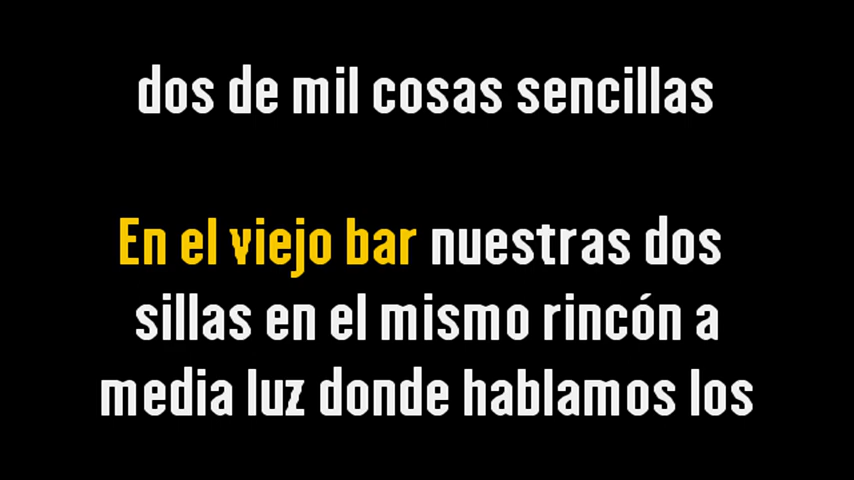 dos de mil cosas sencillas
En el viejo bar nuestras dos
sillas en el mismo rincón a
media luz donde hablamos los